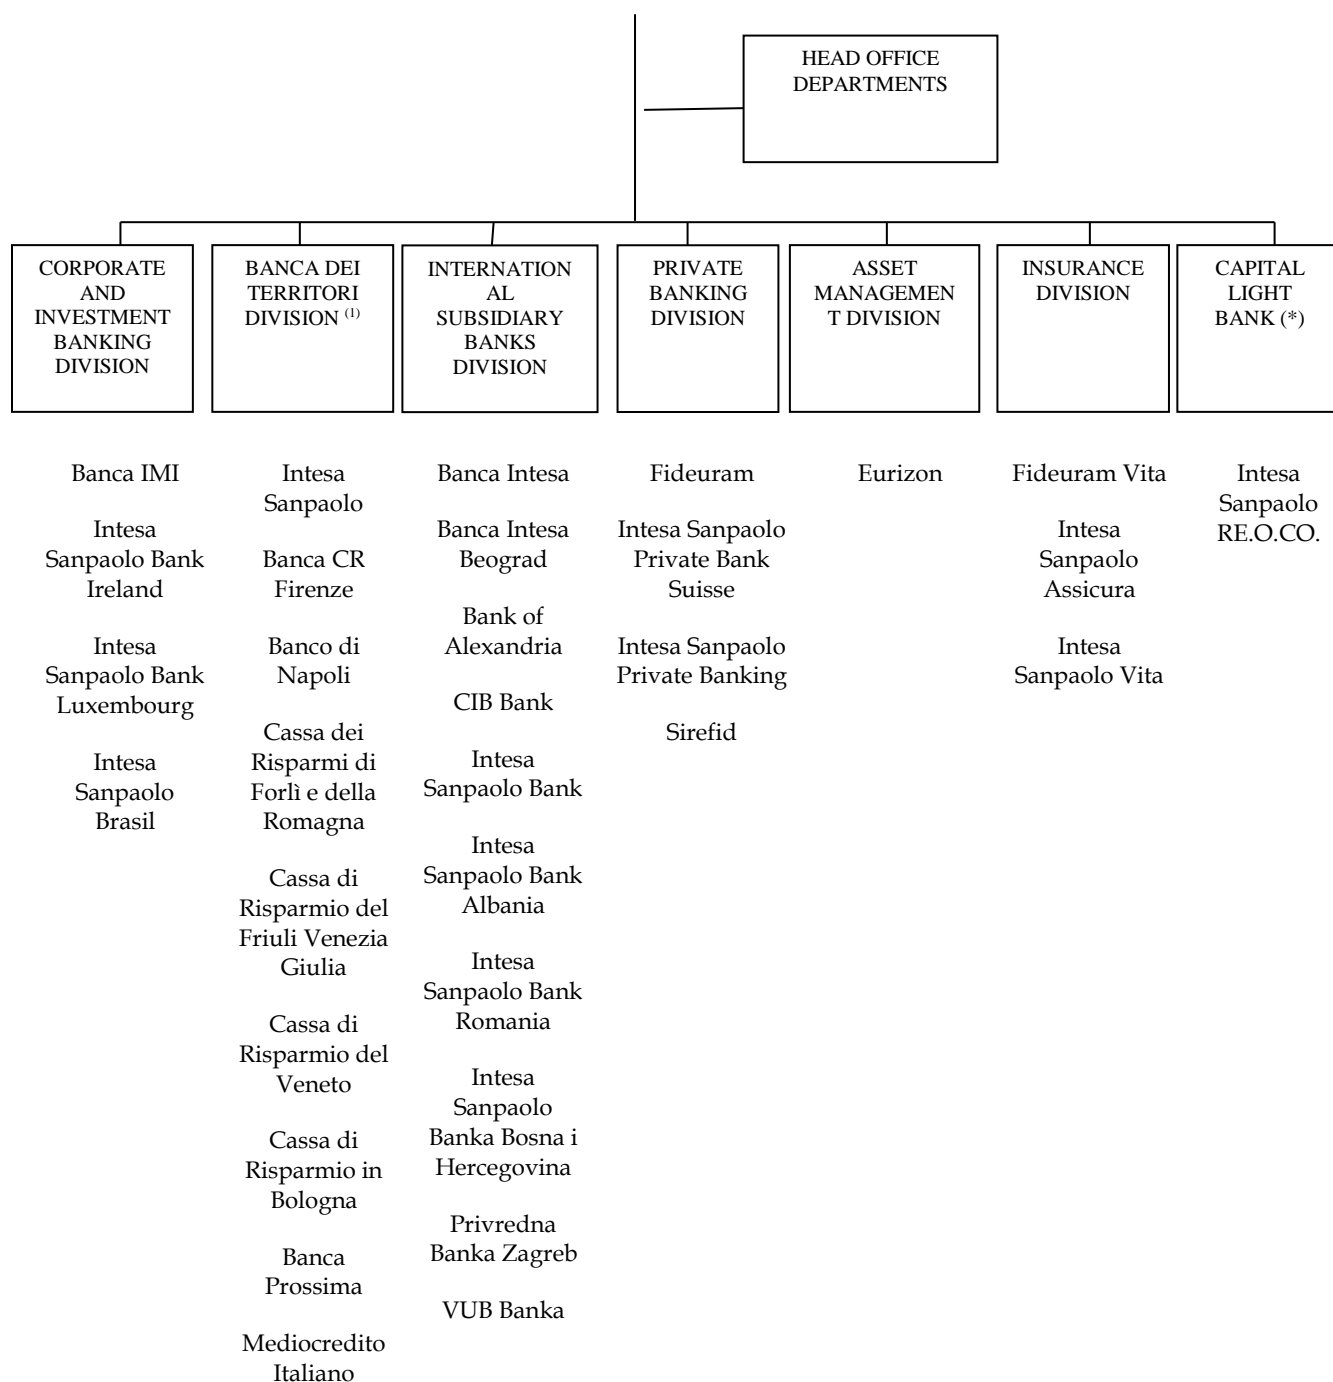 HEAD OFFICE
DEPARTMENTS
CORPORATE
AND
INVESTMENT
BANKING
DIVISION
BANCA DEI
TERRITORI
DIVISION (1)
INTERNATION
AL
SUBSIDIARY
BANKS
DIVISION
PRIVATE
BANKING
DIVISION
ASSET
MANAGEMEN
T DIVISION
INSURANCE
DIVISION
CAPITAL
LIGHT
BANK (*)
Banca IMI
Intesa
Sanpaolo Bank
Ireland
Intesa
Sanpaolo Bank
Luxembourg
Intesa
Sanpaolo
Brasil
Intesa
Sanpaolo
Banca CR
Firenze
Banco di
Napoli
Cassa dei
Risparmi di
Forlì e della
Romagna
Cassa di
Risparmio del
Friuli Venezia
Giulia
Cassa di
Risparmio del
Veneto
Cassa di
Risparmio in
Bologna
Banca
Prossima
Mediocredito
Italiano
Banca Intesa
Banca Intesa
Beograd
Bank of
Alexandria
CIB Bank
Intesa
Sanpaolo Bank
Intesa
Sanpaolo Bank
Albania
Intesa
Sanpaolo Bank
Romania
Intesa
Sanpaolo
Banka Bosna i
Hercegovina
Privredna
Banka Zagreb
VUB Banka
Fideuram
Intesa Sanpaolo
Private Bank
Suisse
Intesa Sanpaolo
Private Banking
Sirefid
Eurizon
Fideuram Vita
Intesa
Sanpaolo
Assicura
Intesa
Sanpaolo Vita
Intesa
Sanpaolo
RE.O.CO.